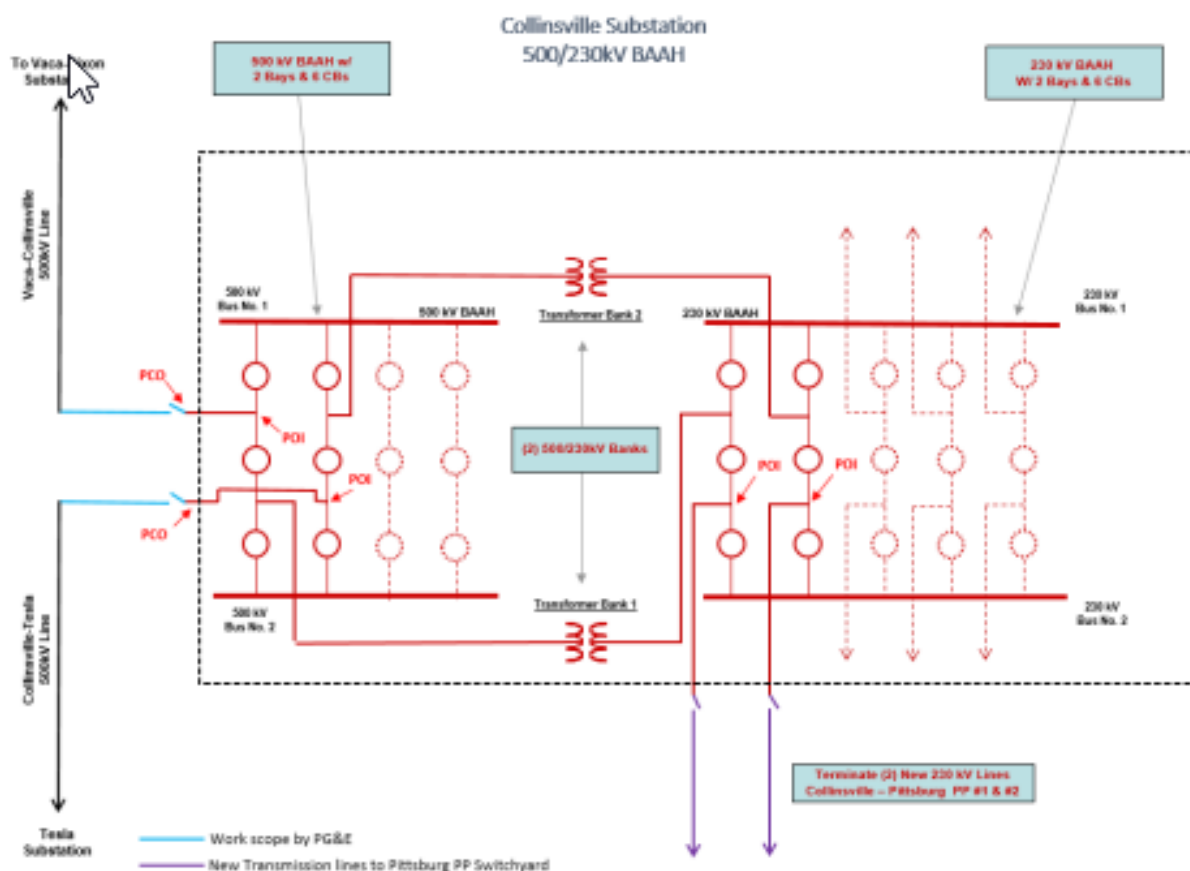 Collinsville Substation
500/230kV BAAH
To Vaca-Dixon
Substation
500 kV BAAH w/
2 Bays & 6 CBs
230 kV BAAH
W/ 2 Bays & 6 CBs
Vaca-Collinsville
500kV Line
500 kV
Bus No. 1
500 kV BAAH
Transformer Bank 2
230 kV BAAH
230 kV
Bus No. 1
PCO
POI
(2) 500/230kV Banks
POI
POI
POI
PCO
Collinsville-Tesla
500kV Line
500 kV
Bus No. 2
Transformer Bank 1
230 kV
Bus No. 2
Terminate (2) New 230 kV Lines
Collinsville – Pittsburg PP #1 & #2
Tesla
Substation
Work scope by PG&E
New Transmission lines to Pittsburg PP Switchyard